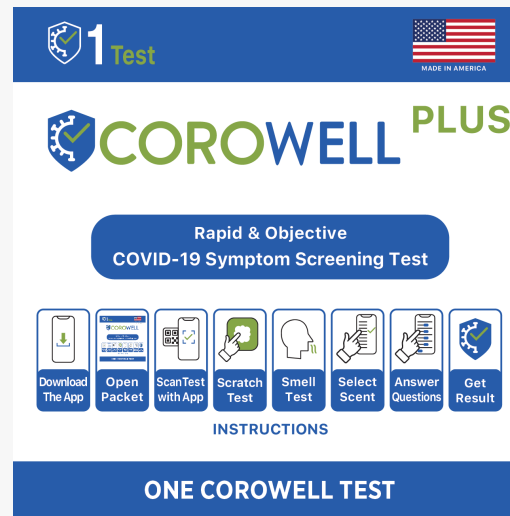 1 Test
MADE IN AMERICA
COROWELL PLUS
Rapid & Objective
COVID-19 Symptom Screening Test
Download
The App
Open
Packet
ScanTest
with App
Scratch
Test
Smell
Test
Select
Scent
Answer
Questions
Get
Result
INSTRUCTIONS
ONE COROWELL TEST